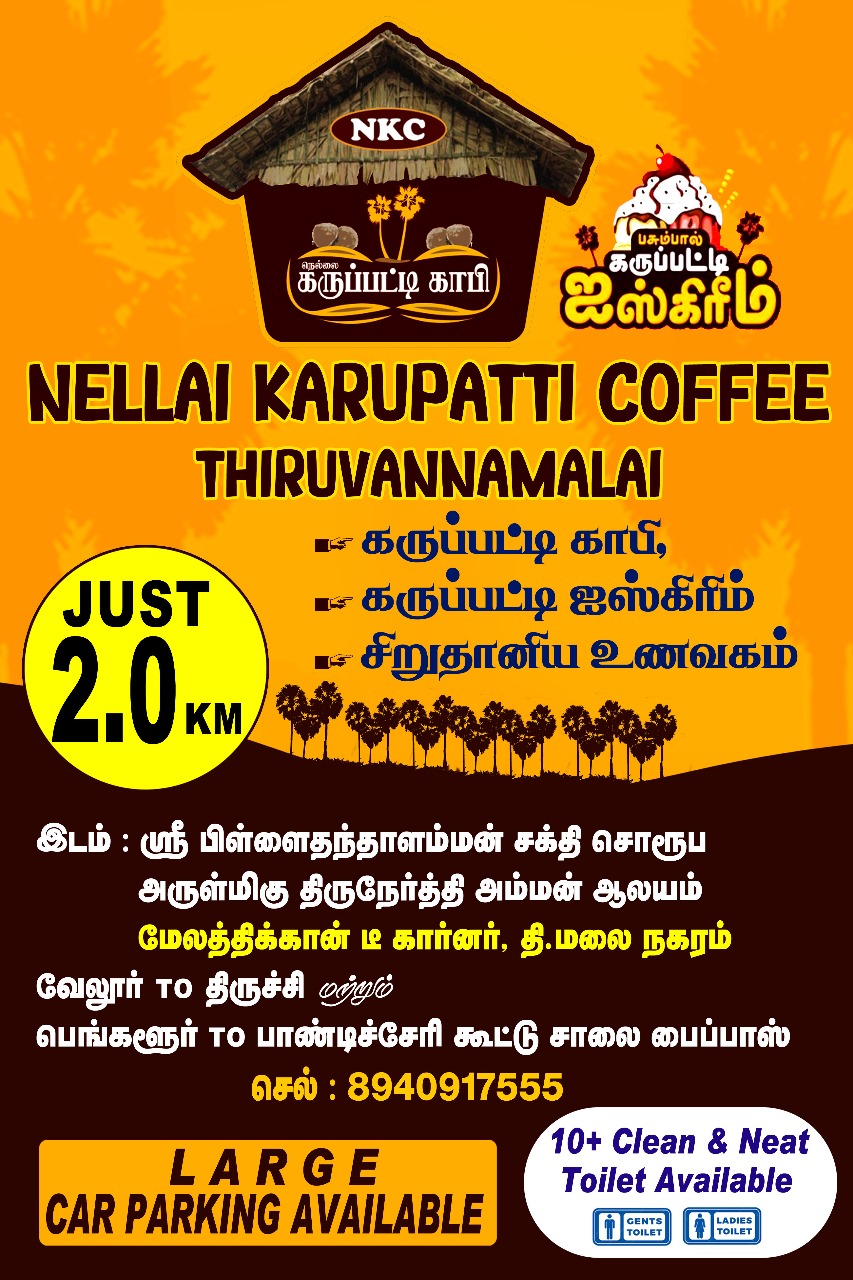 NKC
நெல்லை
கருப்பட்டி காபி
பசும்பால்
கருப்பட்டி
ஐஸ்கிரீம்
NELLAI KARUPATTI COFFEE
THIRUVANNAMALAI
கருப்பட்டி காபி,
கருப்பட்டி ஐஸ்கிரிம்
சிறுதானிய உணவகம்
JUST
2.0 KM
இடம் : ஸ்ரீ பிள்ளைதந்தாளம்மன் சக்தி சொரூப
அருள்மிகு திருநேர்த்தி அம்மன் ஆலயம்
மேலத்திக்கான் டீ கார்னர், தி.மலை நகரம்
வேலூர் TO திருச்சி மற்றும்
பெங்களூர் TO பாண்டிச்சேரி கூட்டு சாலை பைப்பாஸ்
செல் : 8940917555
LARGE
CAR PARKING AVAILABLE
10+ Clean & Neat
Toilet Available
GENTS
TOILET
LADIES
TOILET